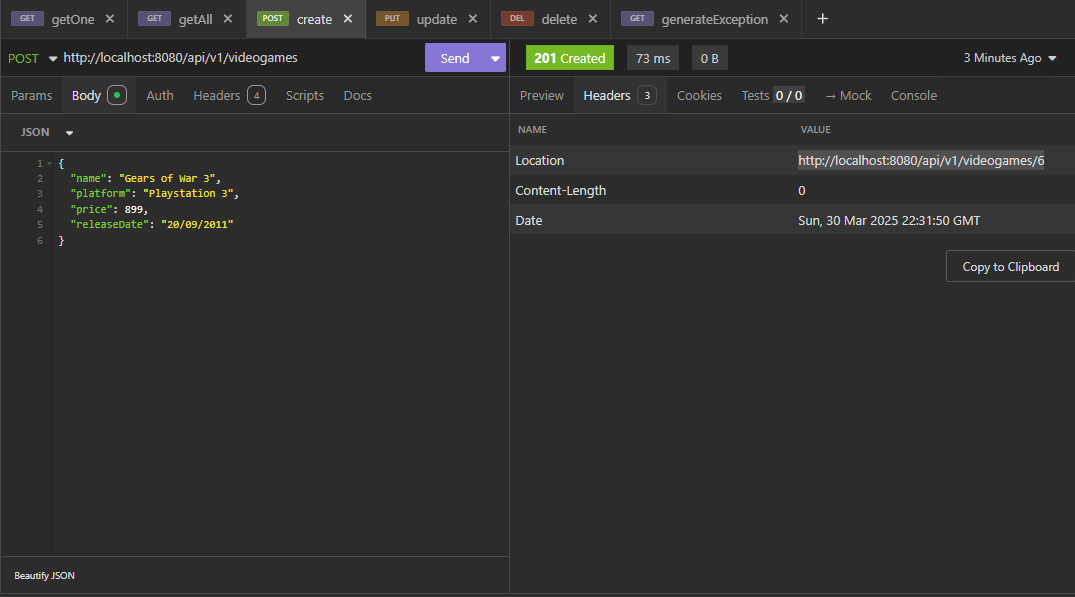 GET getOne × GET getAll × POST create × PUT update × DEL delete × GET generateException × +
POST http://localhost:8080/api/v1/videogames Send
201 Created 73 ms 0 B 3 Minutes Ago
Params Body Auth Headers 4 Scripts Docs
Preview Headers 3 Cookies Tests 0 / 0 → Mock Console
JSON
1 {
2 "name": "Gears of War 3",
3 "platform": "Playstation 3",
4 "price": 899,
5 "releaseDate": "20/09/2011"
6 }
Beautify JSON
NAME VALUE
Location http://localhost:8080/api/v1/videogames/6
Content-Length 0
Date Sun, 30 Mar 2025 22:31:50 GMT
Copy to Clipboard